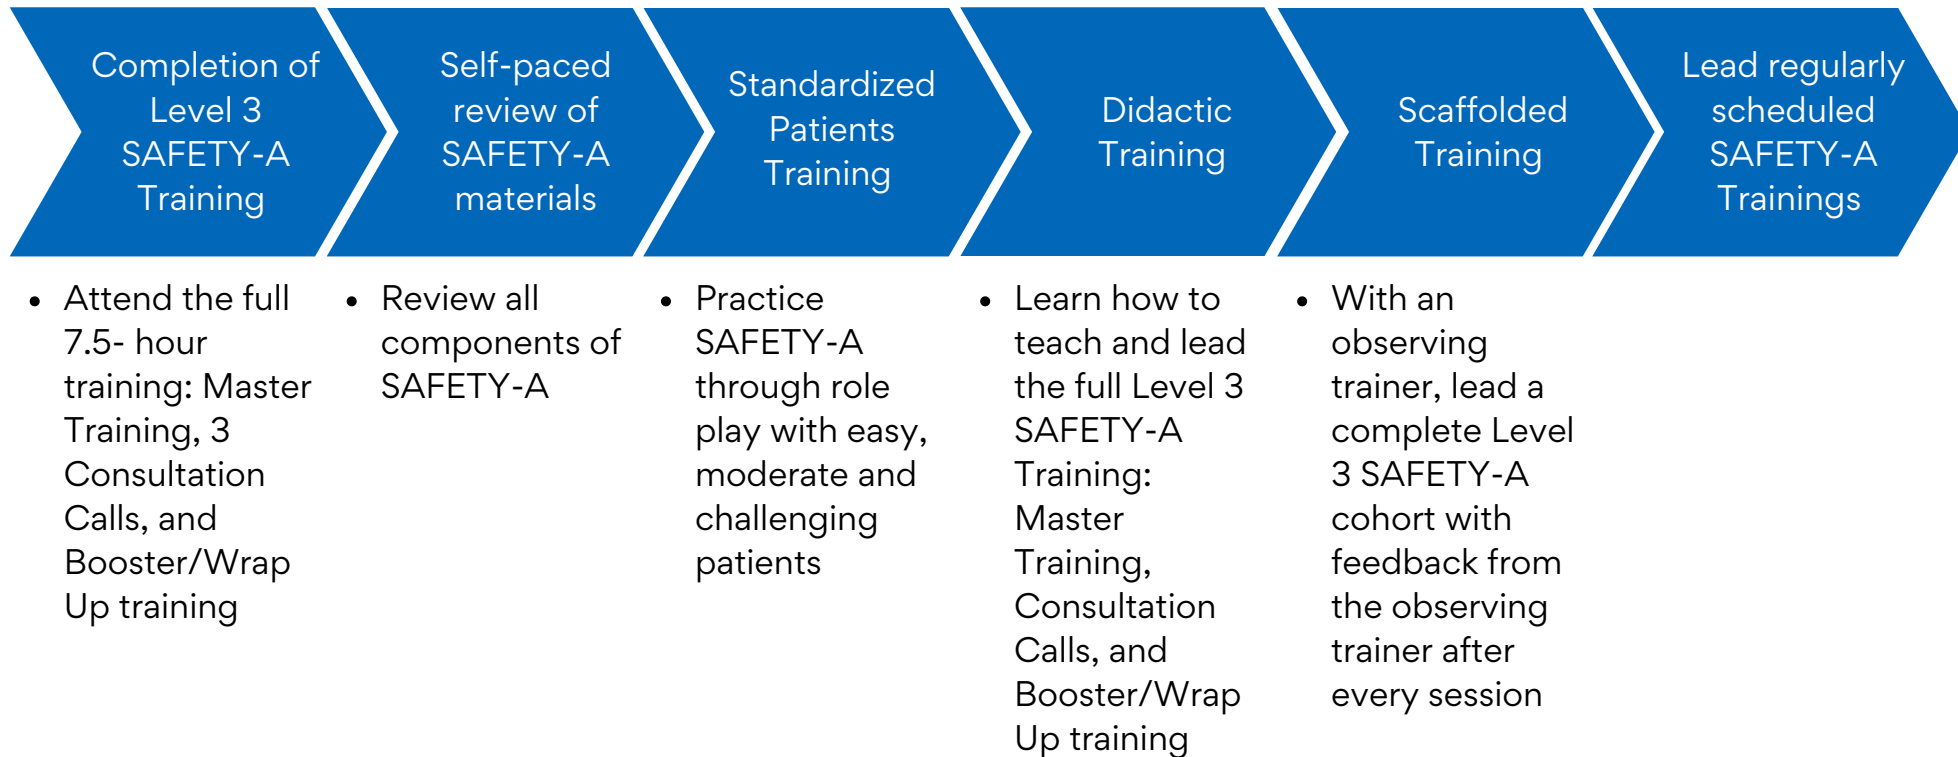 Completion of
Level 3
SAFETY-A
Training
Self-paced
review of
SAFETY-A
materials
Standardized
Patients
Training
Didactic
Training
Scaffolded
Training
Lead regularly
scheduled
SAFETY-A
Trainings
• Attend the full
7.5- hour
training: Master
Training, 3
Consultation
Calls, and
Booster/Wrap
Up training
• Review all
components of
SAFETY-A
• Practice
SAFETY-A
through role
play with easy,
moderate and
challenging
patients
• Learn how to
teach and lead
the full Level 3
SAFETY-A
Training:
Master
Training,
Consultation
Calls, and
Booster/Wrap
Up training
• With an
observing
trainer, lead a
complete Level
3 SAFETY-A
cohort with
feedback from
the observing
trainer after
every session